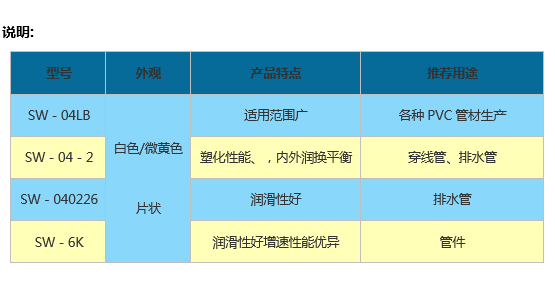 说明:
型号 外观 产品特点 推荐用途
SW - 04LB 适用范围广 各种 PVC 管材生产
白色/微黄色
SW - 04 - 2 塑化性能、，内外润换平衡 穿线管、排水管
SW - 040226 润滑性好 排水管
片状
SW - 6K 润滑性好增速性能优异 管件